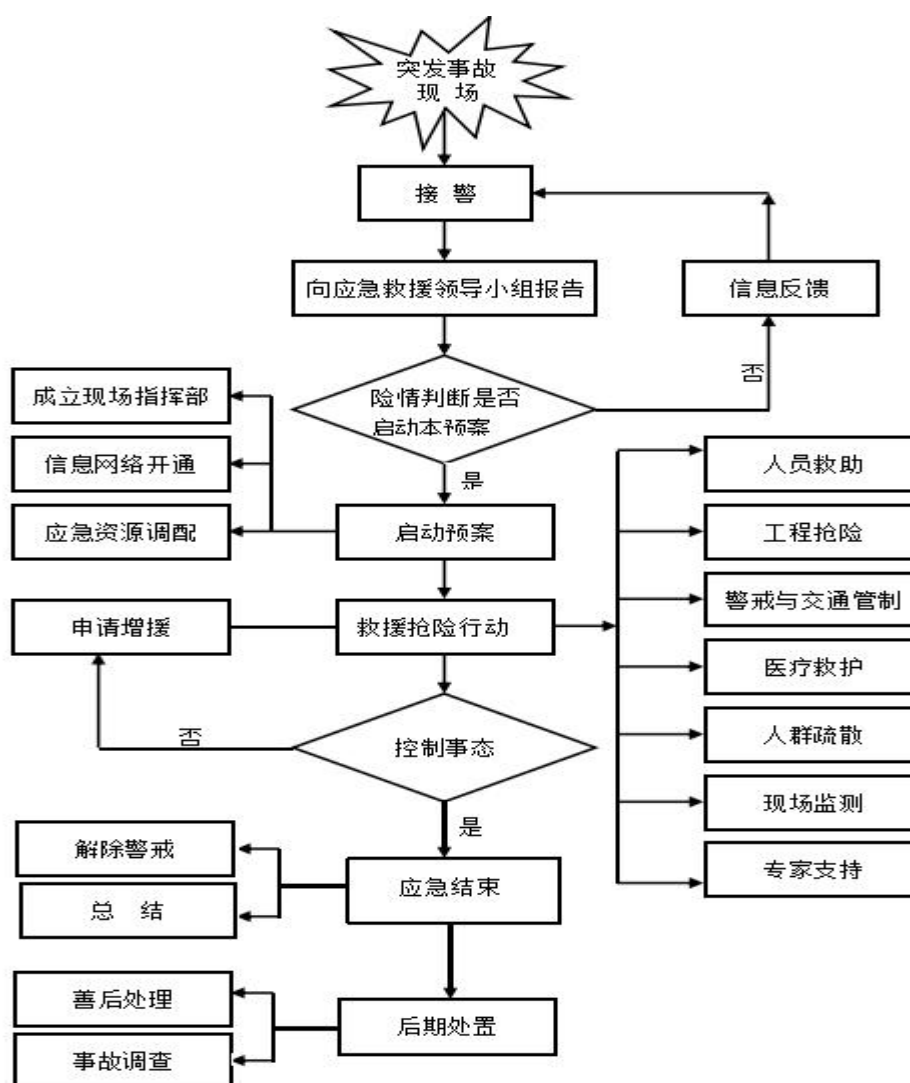 突发事故
现 场
接 警
向应急救援领导小组报告
信息反馈
否
险情判断是否
启动本预案
成立现场指挥部
信息网络开通
应急资源调配
是
启动预案
人员救助
工程抢险
警戒与交通管制
医疗救护
人群疏散
现场监测
专家支持
申请增援
救援抢险行动
否
控制事态
是
解除警戒
总 结
应急结束
善后处理
事故调查
后期处置